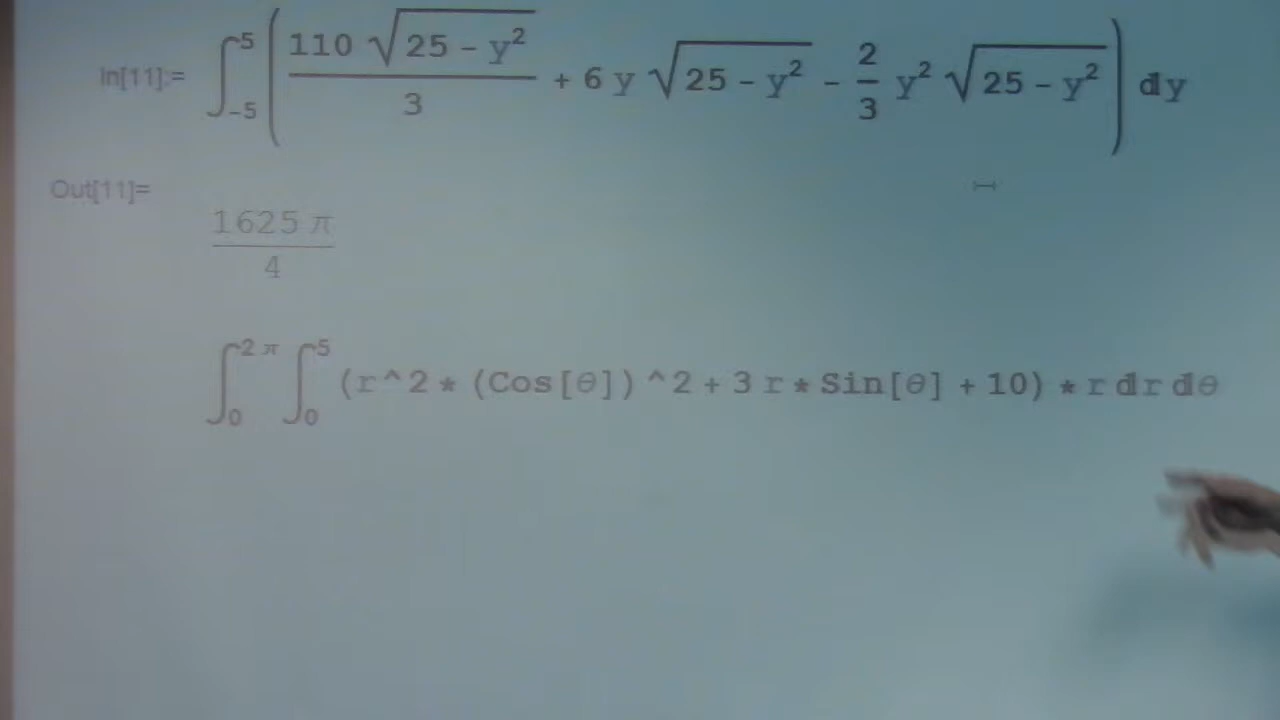 In[11]:= ∫_{-5}^{5} ( (110 √(25 - y²))/3 + 6 y √(25 - y²) - (2/3) y² √(25 - y²) ) ⅆy
Out[11]=
1625 π / 4
∫_{0}^{2 π} ∫_{0}^{5} (r^2 * (Cos[θ])^2 + 3 r * Sin[θ] + 10) * r ⅆr ⅆθ